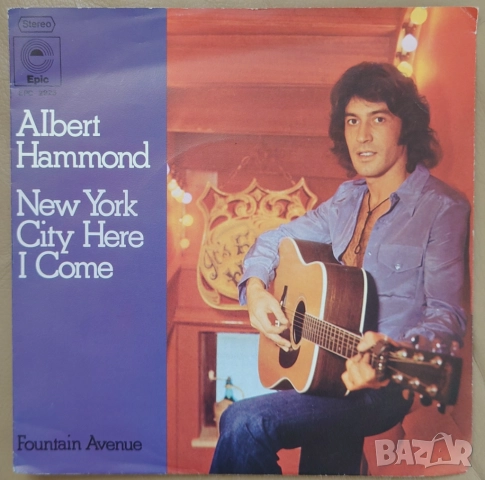 Stereo
Epic
Albert
Hammond
New York
City Here
I Come
Fountain Avenue
BAZAR